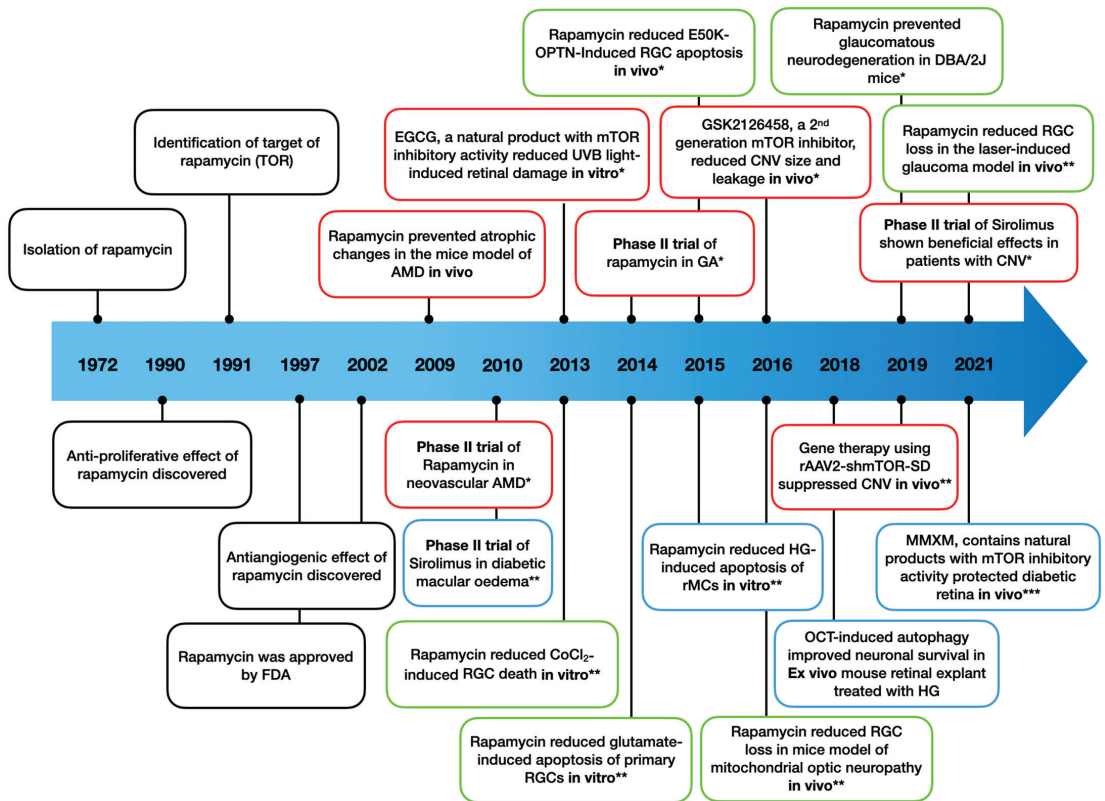 Rapamycin reduced E50K-
OPTN-Induced RGC apoptosis
in vivo*
Rapamycin prevented
glaucomatous
neurodegeneration in DBA/2J
mice*
Identification of target of
rapamycin (TOR)
EGCG, a natural product with mTOR
inhibitory activity reduced UVB light-
induced retinal damage in vitro*
GSK2126458, a 2nd
generation mTOR inhibitor,
reduced CNV size and
leakage in vivo*
Rapamycin reduced RGC
loss in the laser-induced
glaucoma model in vivo**
Isolation of rapamycin
Rapamycin prevented atrophic
changes in the mice model of
AMD in vivo
Phase II trial of
rapamycin in GA*
Phase II trial of Sirolimus
shown beneficial effects in
patients with CNV*
1972 1990 1991 1997 2002 2009 2010 2013 2014 2015 2016 2018 2019 2021
Anti-proliferative effect of
rapamycin discovered
Phase II trial of
Rapamycin in
neovascular AMD*
Gene therapy using
rAAV2-shmTOR-SD
suppressed CNV in vivo**
Antiangiogenic effect of
rapamycin discovered
Phase II trial of
Sirolimus in diabetic
macular oedema**
Rapamycin reduced HG-
induced apoptosis of
rMCs in vitro**
MMXM, contains natural
products with mTOR inhibitory
activity protected diabetic
retina in vivo***
Rapamycin was approved
by FDA
Rapamycin reduced CoCl2-
induced RGC death in vitro**
OCT-induced autophagy
improved neuronal survival in
Ex vivo mouse retinal explant
treated with HG
Rapamycin reduced glutamate-
induced apoptosis of primary
RGCs in vitro**
Rapamycin reduced RGC
loss in mice model of
mitochondrial optic neuropathy
in vivo**